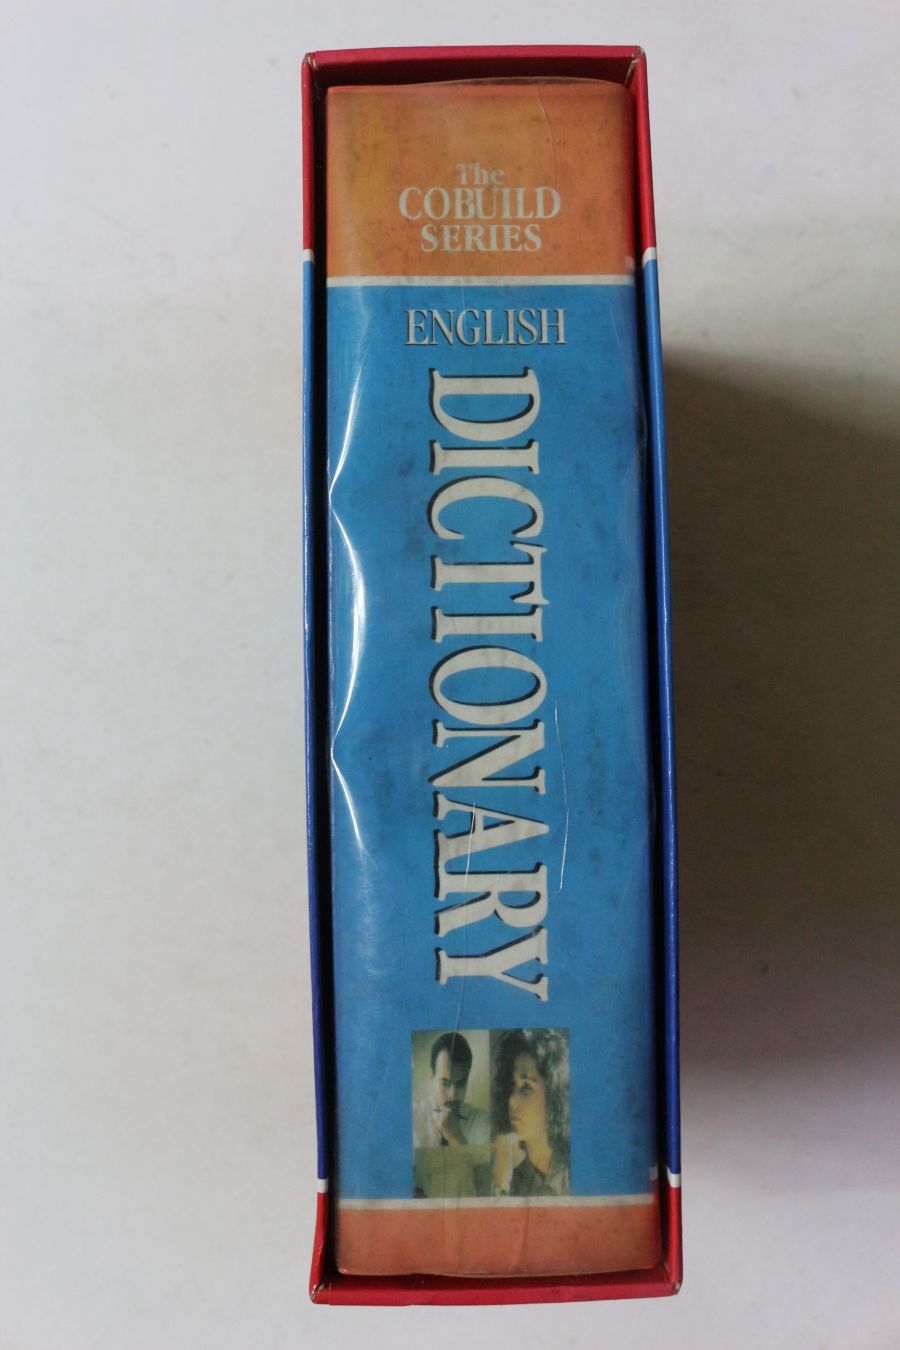 The
COBUILD
SERIES
ENGLISH
DICTIONARY